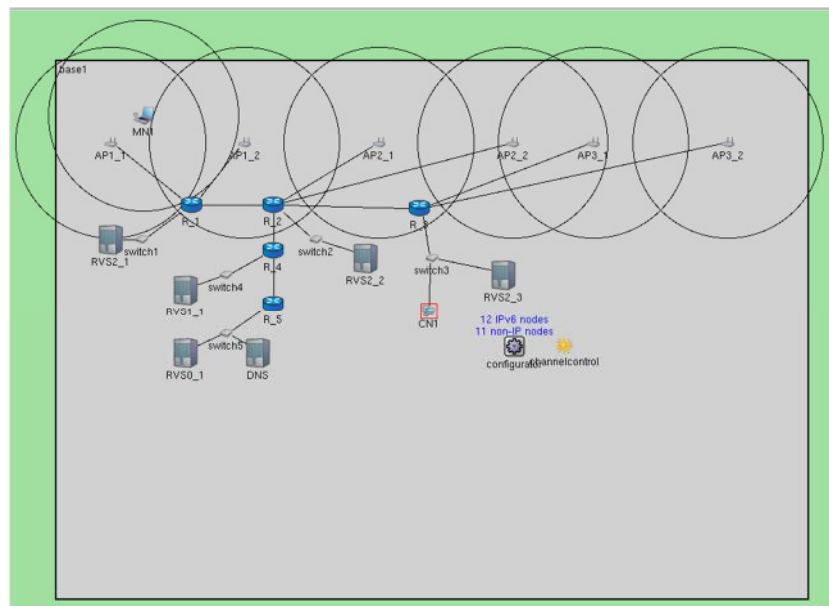 base1
MN1
AP1_1
AP1_2
AP2_1
AP2_2
AP3_1
AP3_2
R_1
R_2
R_3
RVS2_1
switch1
switch2
R_4
RVS2_2
switch3
RVS2_3
switch4
RVS1_1
R_5
CN1
12 IPv6 nodes
11 non-IP nodes
switch5
RVS0_1
DNS
configurator
channelcontrol